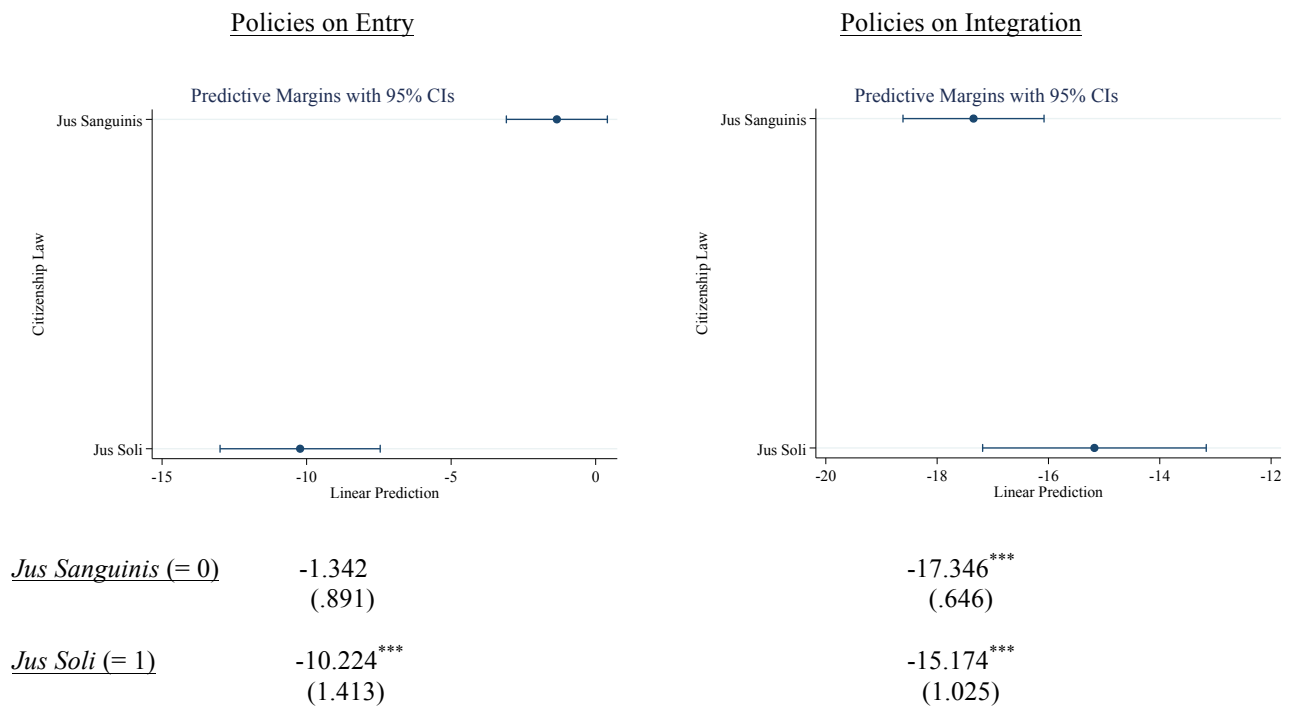 Policies on Entry
Policies on Integration
Predictive Margins with 95% CIs
Jus Sanguinis
Citizenship Law
Jus Soli
-15 -10 -5 0
Linear Prediction
Predictive Margins with 95% CIs
Jus Sanguinis
Citizenship Law
Jus Soli
-20 -18 -16 -14 -12
Linear Prediction
Jus Sanguinis (= 0) -1.342 -17.346***
(.891) (.646)
Jus Soli (= 1) -10.224*** -15.174***
(1.413) (1.025)